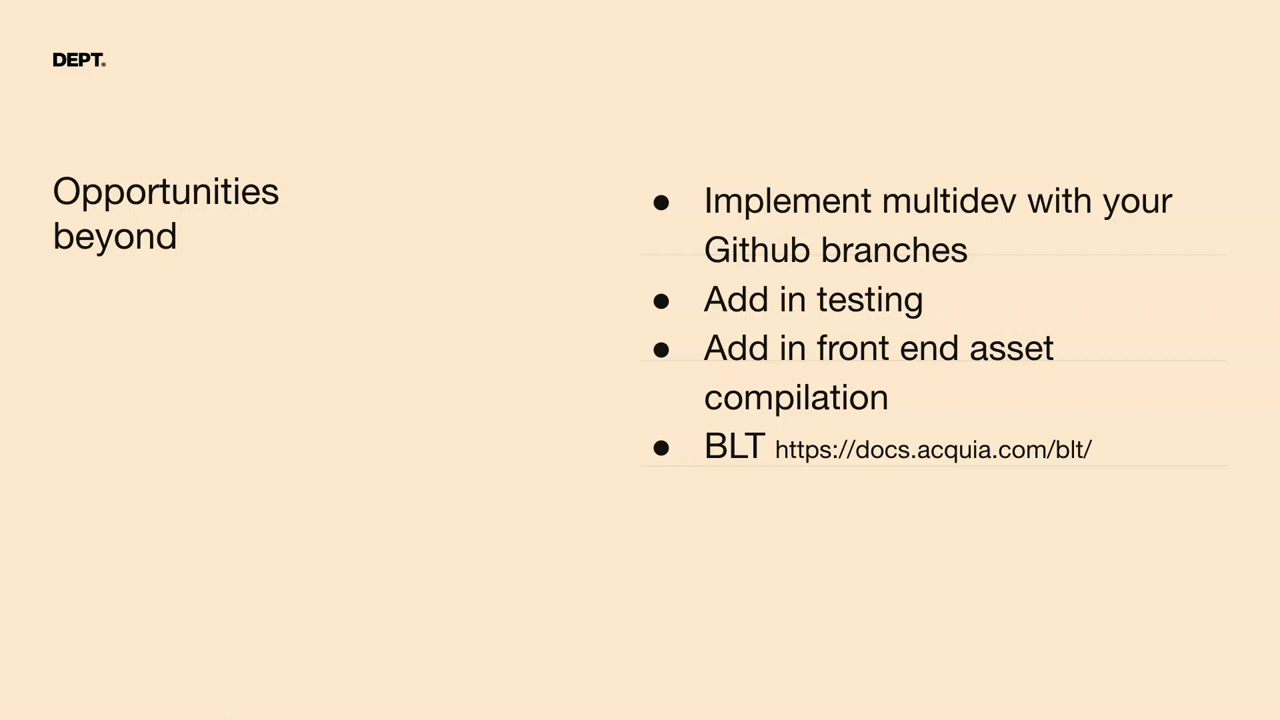 DEPT®
Opportunities
beyond
● Implement multidev with your
Github branches
● Add in testing
● Add in front end asset
compilation
● BLT https://docs.acquia.com/blt/